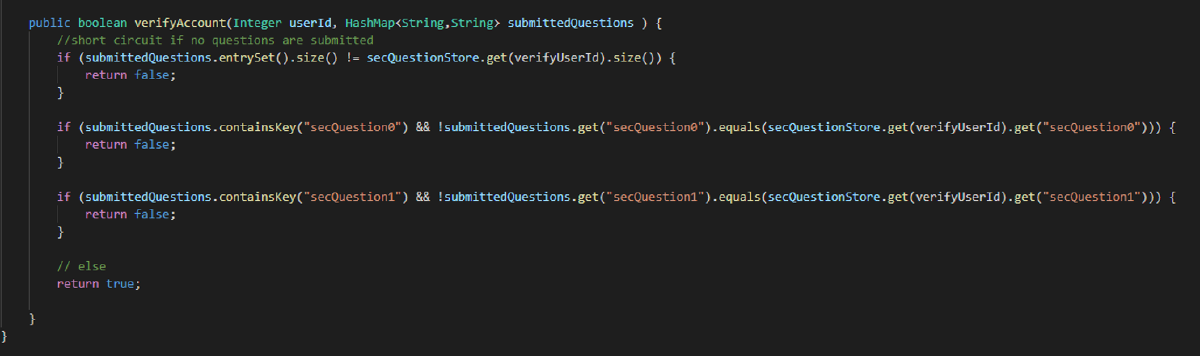 public boolean verifyAccount(Integer userId, HashMap<String,String> submittedQuestions ) {
//short circuit if no questions are submitted
if (submittedQuestions.entrySet().size() != secQuestionStore.get(verifyUserId).size()) {
return false;
}
if (submittedQuestions.containsKey("secQuestion0") && !submittedQuestions.get("secQuestion0").equals(secQuestionStore.get(verifyUserId).get("secQuestion0"))) {
return false;
}
if (submittedQuestions.containsKey("secQuestion1") && !submittedQuestions.get("secQuestion1").equals(secQuestionStore.get(verifyUserId).get("secQuestion1"))) {
return false;
}
// else
return true;
}
}